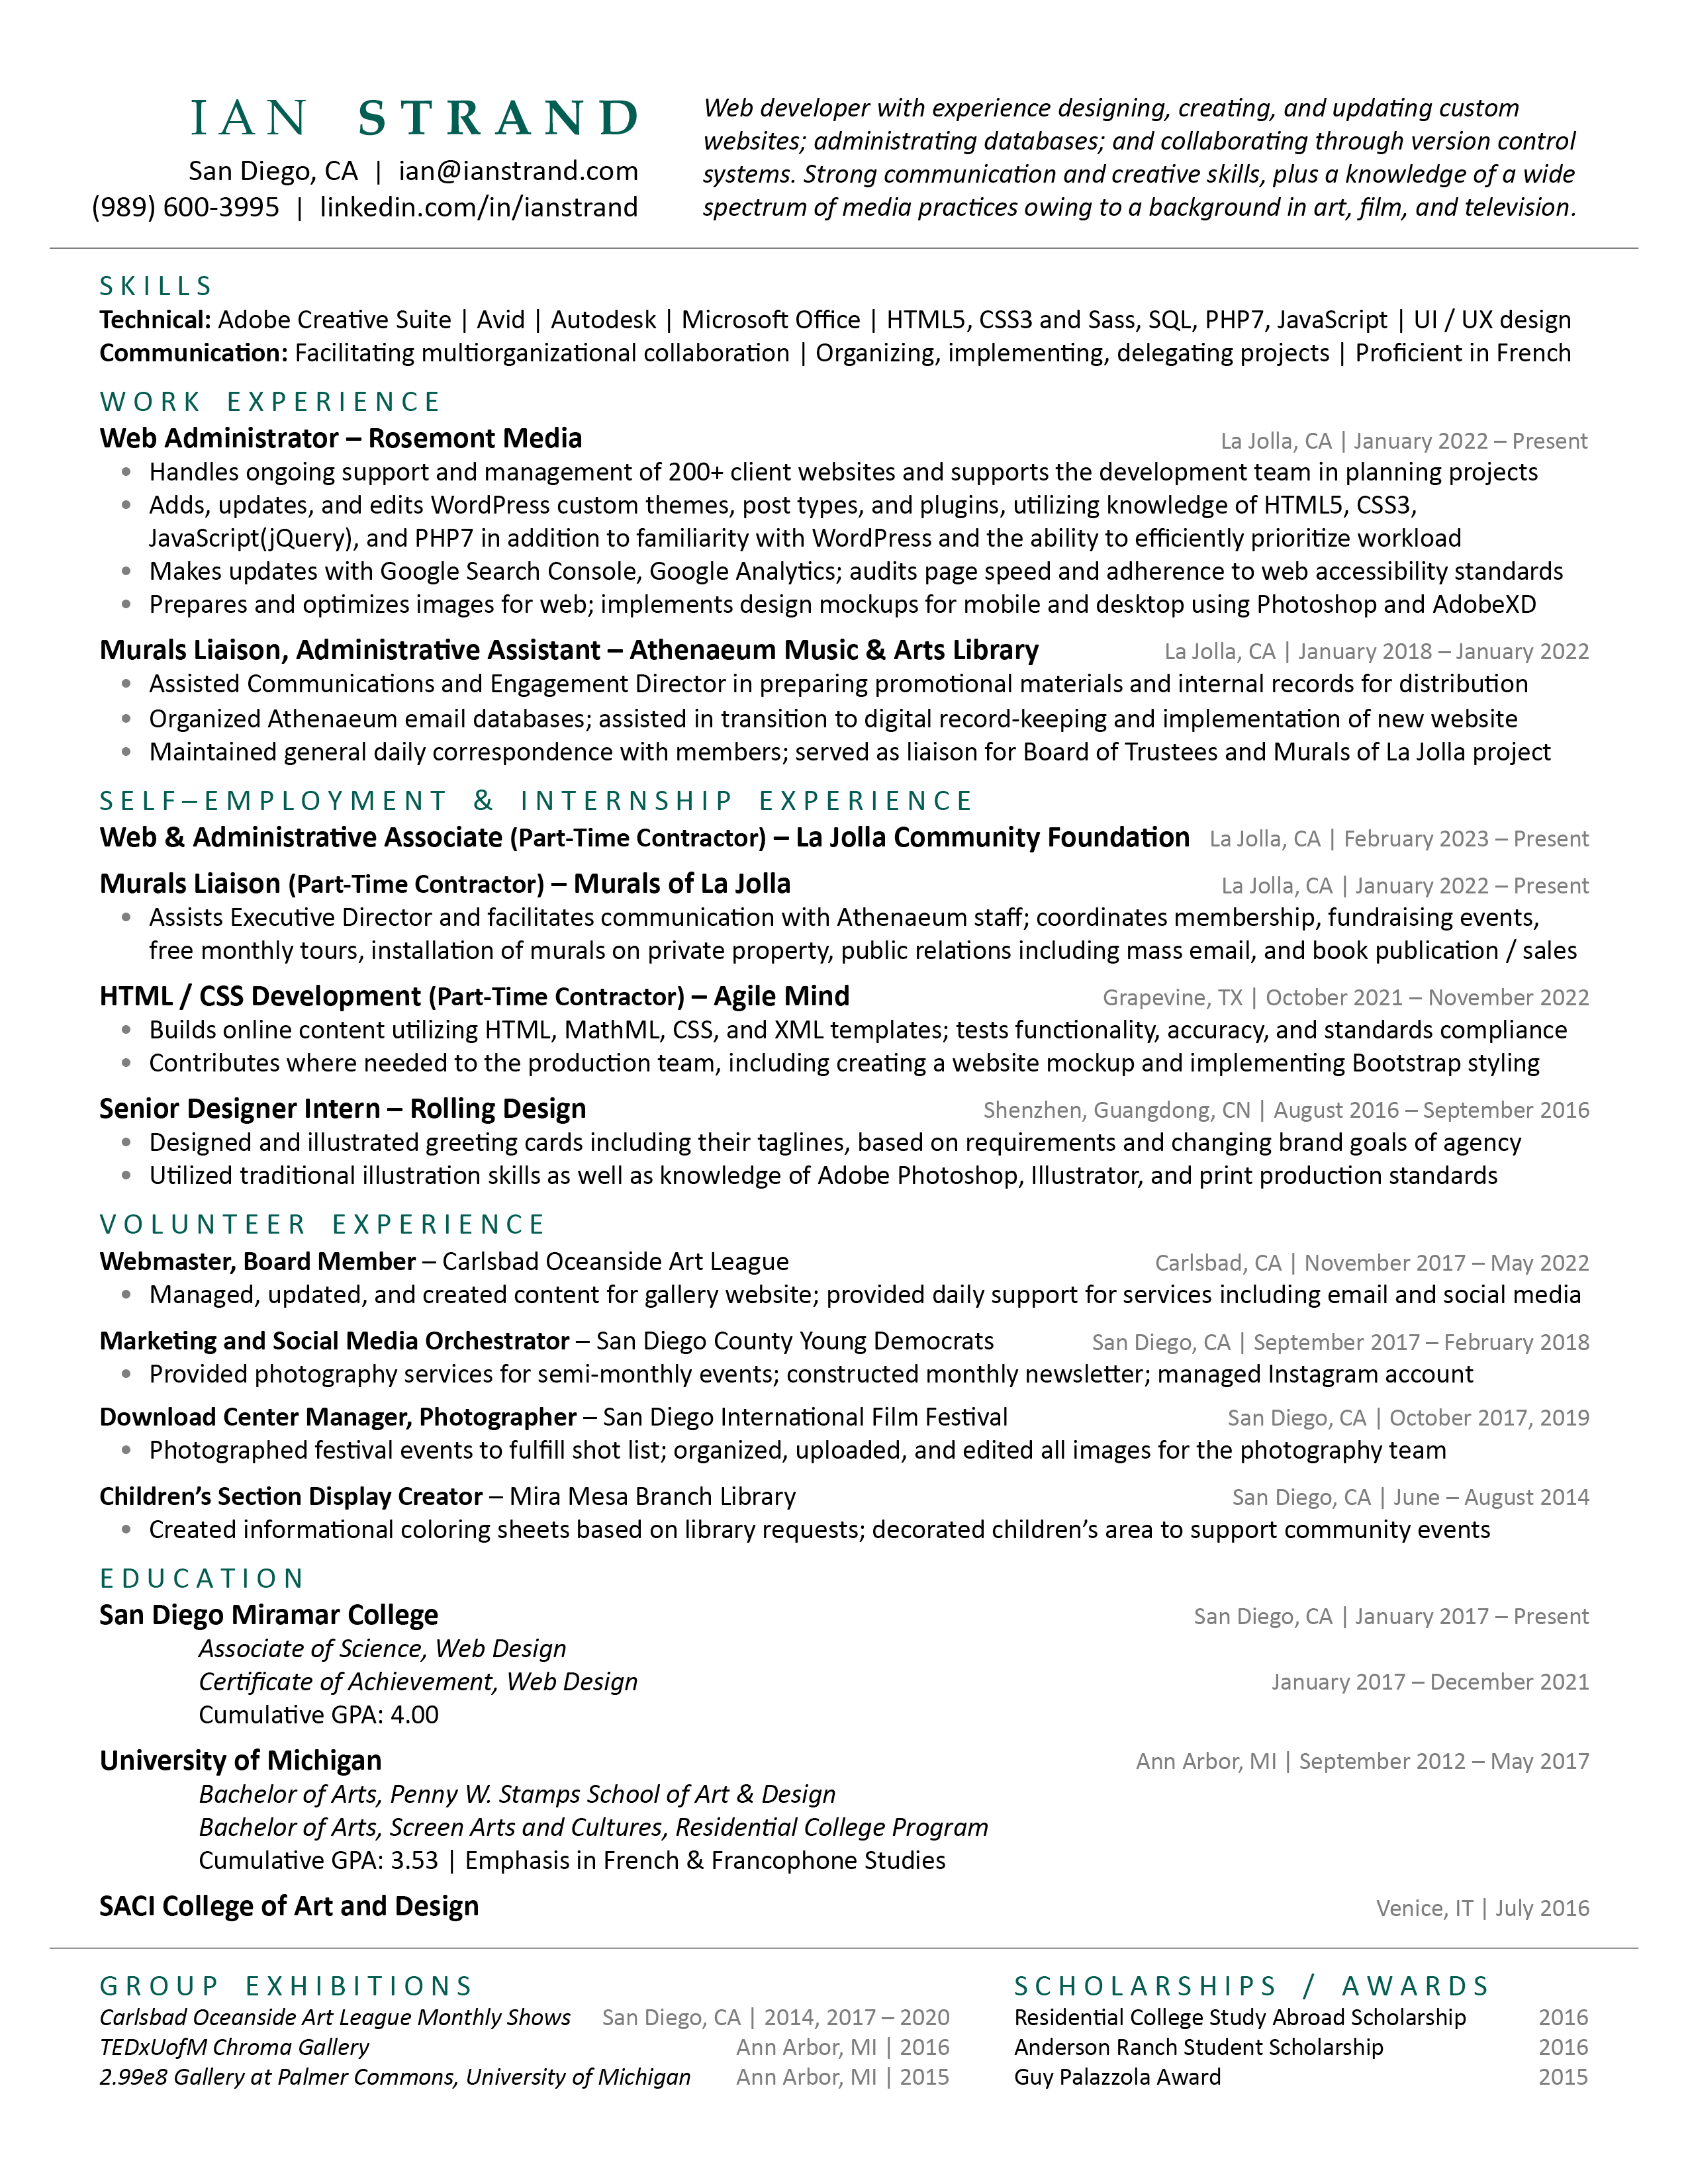 IAN STRAND
San Diego, CA | ian@ianstrand.com
(989) 600-3995 | linkedin.com/in/ianstrand
Web developer with experience designing, creating, and updating custom
websites; administrating databases; and collaborating through version control
systems. Strong communication and creative skills, plus a knowledge of a wide
spectrum of media practices owing to a background in art, film, and television.
SKILLS
Technical: Adobe Creative Suite | Avid | Autodesk | Microsoft Office | HTML5, CSS3 and Sass, SQL, PHP7, JavaScript | UI / UX design
Communication: Facilitating multiorganizational collaboration | Organizing, implementing, delegating projects | Proficient in French
WORK EXPERIENCE
Web Administrator – Rosemont Media La Jolla, CA | January 2022 – Present
• Handles ongoing support and management of 200+ client websites and supports the development team in planning projects
• Adds, updates, and edits WordPress custom themes, post types, and plugins, utilizing knowledge of HTML5, CSS3,
JavaScript(jQuery), and PHP7 in addition to familiarity with WordPress and the ability to efficiently prioritize workload
• Makes updates with Google Search Console, Google Analytics; audits page speed and adherence to web accessibility standards
• Prepares and optimizes images for web; implements design mockups for mobile and desktop using Photoshop and AdobeXD
Murals Liaison, Administrative Assistant – Athenaeum Music & Arts Library La Jolla, CA | January 2018 – January 2022
• Assisted Communications and Engagement Director in preparing promotional materials and internal records for distribution
• Organized Athenaeum email databases; assisted in transition to digital record-keeping and implementation of new website
• Maintained general daily correspondence with members; served as liaison for Board of Trustees and Murals of La Jolla project
SELF–EMPLOYMENT & INTERNSHIP EXPERIENCE
Web & Administrative Associate (Part-Time Contractor) – La Jolla Community Foundation La Jolla, CA | February 2023 – Present
Murals Liaison (Part-Time Contractor) – Murals of La Jolla La Jolla, CA | January 2022 – Present
• Assists Executive Director and facilitates communication with Athenaeum staff; coordinates membership, fundraising events,
free monthly tours, installation of murals on private property, public relations including mass email, and book publication / sales
HTML / CSS Development (Part-Time Contractor) – Agile Mind Grapevine, TX | October 2021 – November 2022
• Builds online content utilizing HTML, MathML, CSS, and XML templates; tests functionality, accuracy, and standards compliance
• Contributes where needed to the production team, including creating a website mockup and implementing Bootstrap styling
Senior Designer Intern – Rolling Design Shenzhen, Guangdong, CN | August 2016 – September 2016
• Designed and illustrated greeting cards including their taglines, based on requirements and changing brand goals of agency
• Utilized traditional illustration skills as well as knowledge of Adobe Photoshop, Illustrator, and print production standards
VOLUNTEER EXPERIENCE
Webmaster, Board Member – Carlsbad Oceanside Art League Carlsbad, CA | November 2017 – May 2022
• Managed, updated, and created content for gallery website; provided daily support for services including email and social media
Marketing and Social Media Orchestrator – San Diego County Young Democrats San Diego, CA | September 2017 – February 2018
• Provided photography services for semi-monthly events; constructed monthly newsletter; managed Instagram account
Download Center Manager, Photographer – San Diego International Film Festival San Diego, CA | October 2017, 2019
• Photographed festival events to fulfill shot list; organized, uploaded, and edited all images for the photography team
Children’s Section Display Creator – Mira Mesa Branch Library San Diego, CA | June – August 2014
• Created informational coloring sheets based on library requests; decorated children’s area to support community events
EDUCATION
San Diego Miramar College San Diego, CA | January 2017 – Present
Associate of Science, Web Design
Certificate of Achievement, Web Design January 2017 – December 2021
Cumulative GPA: 4.00
University of Michigan Ann Arbor, MI | September 2012 – May 2017
Bachelor of Arts, Penny W. Stamps School of Art & Design
Bachelor of Arts, Screen Arts and Cultures, Residential College Program
Cumulative GPA: 3.53 | Emphasis in French & Francophone Studies
SACI College of Art and Design Venice, IT | July 2016
GROUP EXHIBITIONS
Carlsbad Oceanside Art League Monthly Shows San Diego, CA | 2014, 2017 – 2020
TEDxUofM Chroma Gallery Ann Arbor, MI | 2016
2.99e8 Gallery at Palmer Commons, University of Michigan Ann Arbor, MI | 2015
SCHOLARSHIPS / AWARDS
Residential College Study Abroad Scholarship 2016
Anderson Ranch Student Scholarship 2016
Guy Palazzola Award 2015